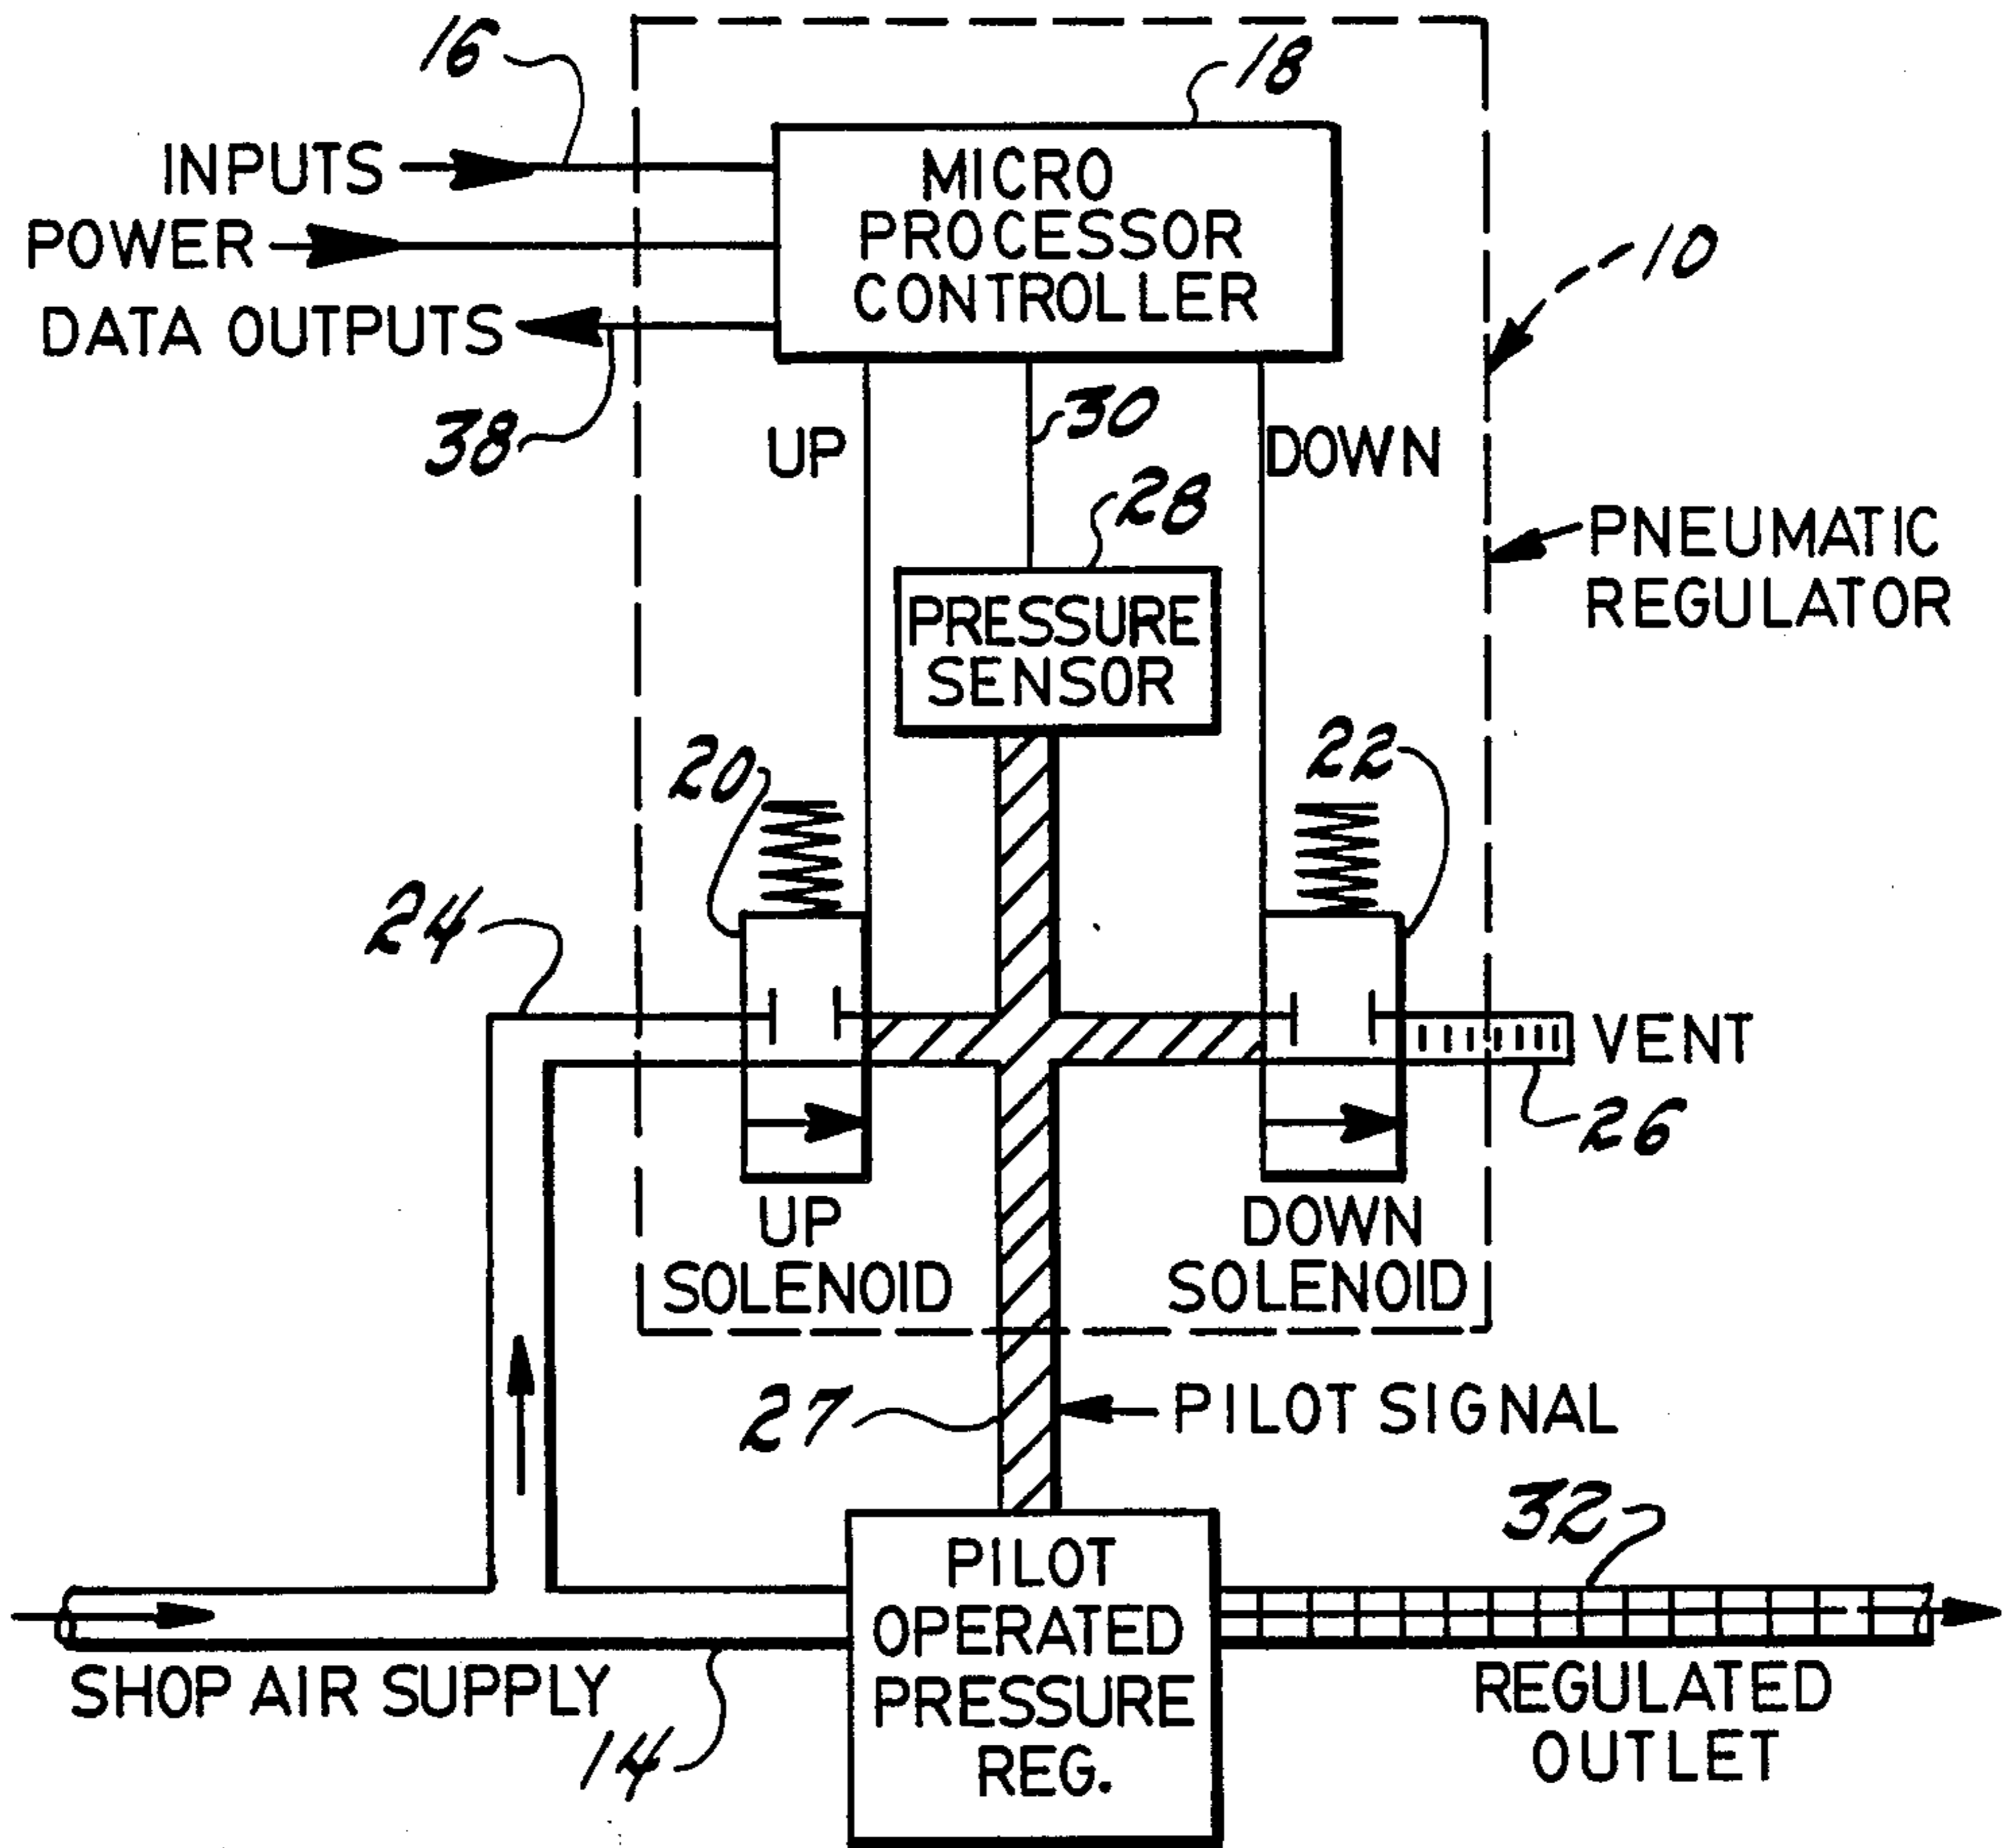 16
18
INPUTS
MICRO
PROCESSOR
CONTROLLER
POWER
10
DATA OUTPUTS
38
UP
30
DOWN
28
PNEUMATIC
REGULATOR
PRESSURE
SENSOR
20
22
24
VENT
26
UP
SOLENOID
DOWN
SOLENOID
27
PILOT SIGNAL
32
PILOT
OPERATED
PRESSURE
REG.
SHOP AIR SUPPLY
14
REGULATED
OUTLET